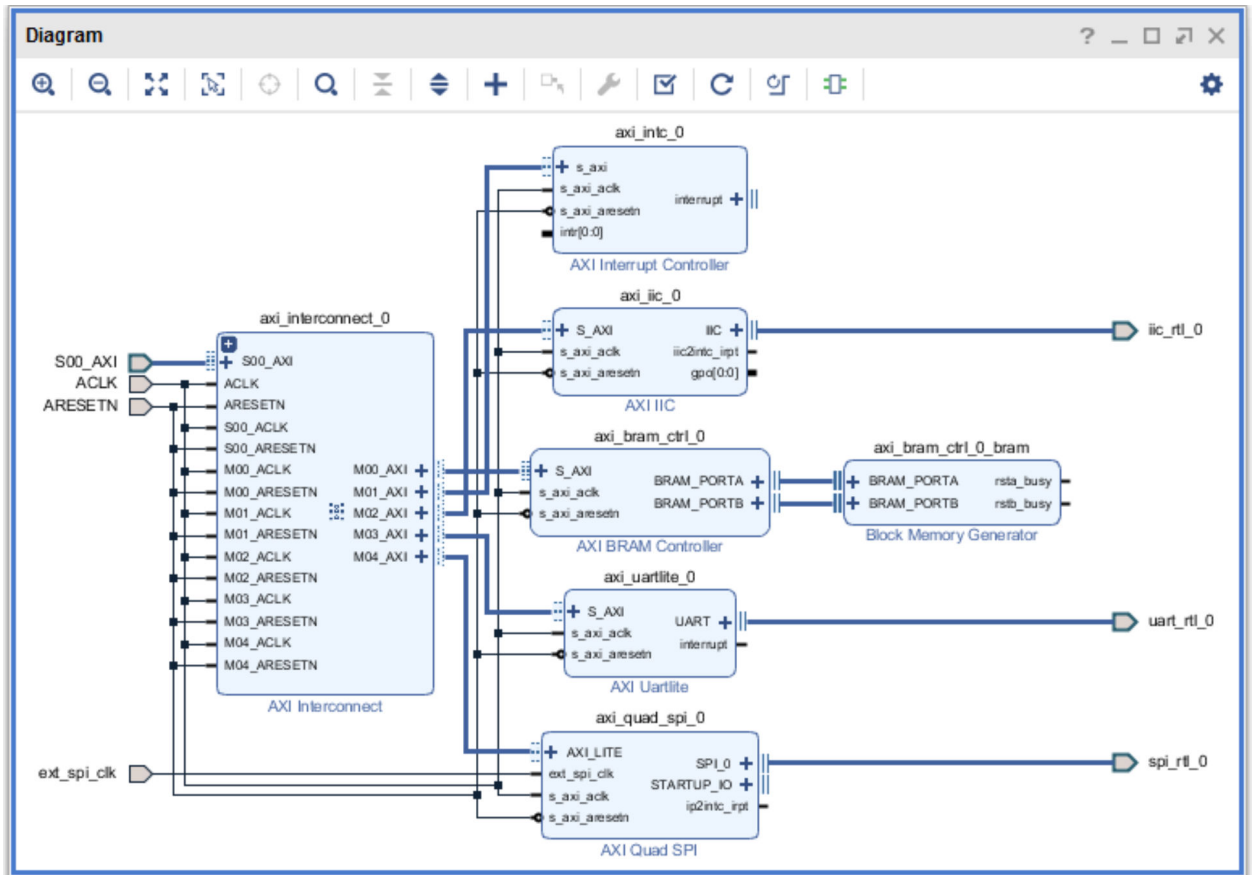 Diagram
axi_intc_0
s_axi
s_axi_aclk
s_axi_aresetn
intr[0:0]
interrupt
AXI Interrupt Controller
axi_iic_0
S_AXI
s_axi_aclk
s_axi_aresetn
IIC
iic2intc_irpt
gpo[0:0]
AXI IIC
iic_rtl_0
axi_interconnect_0
S00_AXI
ACLK
ARESETN
S00_AXI
ACLK
ARESETN
S00_ACLK
S00_ARESETN
M00_ACLK
M00_ARESETN
M01_ACLK
M01_ARESETN
M02_ACLK
M02_ARESETN
M03_ACLK
M03_ARESETN
M04_ACLK
M04_ARESETN
M00_AXI
M01_AXI
M02_AXI
M03_AXI
M04_AXI
AXI Interconnect
axi_bram_ctrl_0
S_AXI
s_axi_aclk
s_axi_aresetn
BRAM_PORTA
BRAM_PORTB
AXI BRAM Controller
axi_bram_ctrl_0_bram
BRAM_PORTA
BRAM_PORTB
rsta_busy
rstb_busy
Block Memory Generator
axi_uartlite_0
S_AXI
s_axi_aclk
s_axi_aresetn
UART
interrupt
AXI Uartlite
uart_rtl_0
axi_quad_spi_0
ext_spi_clk
AXI_LITE
ext_spi_clk
s_axi_aclk
s_axi_aresetn
SPI_0
STARTUP_IO
ip2intc_irpt
AXI Quad SPI
spi_rtl_0